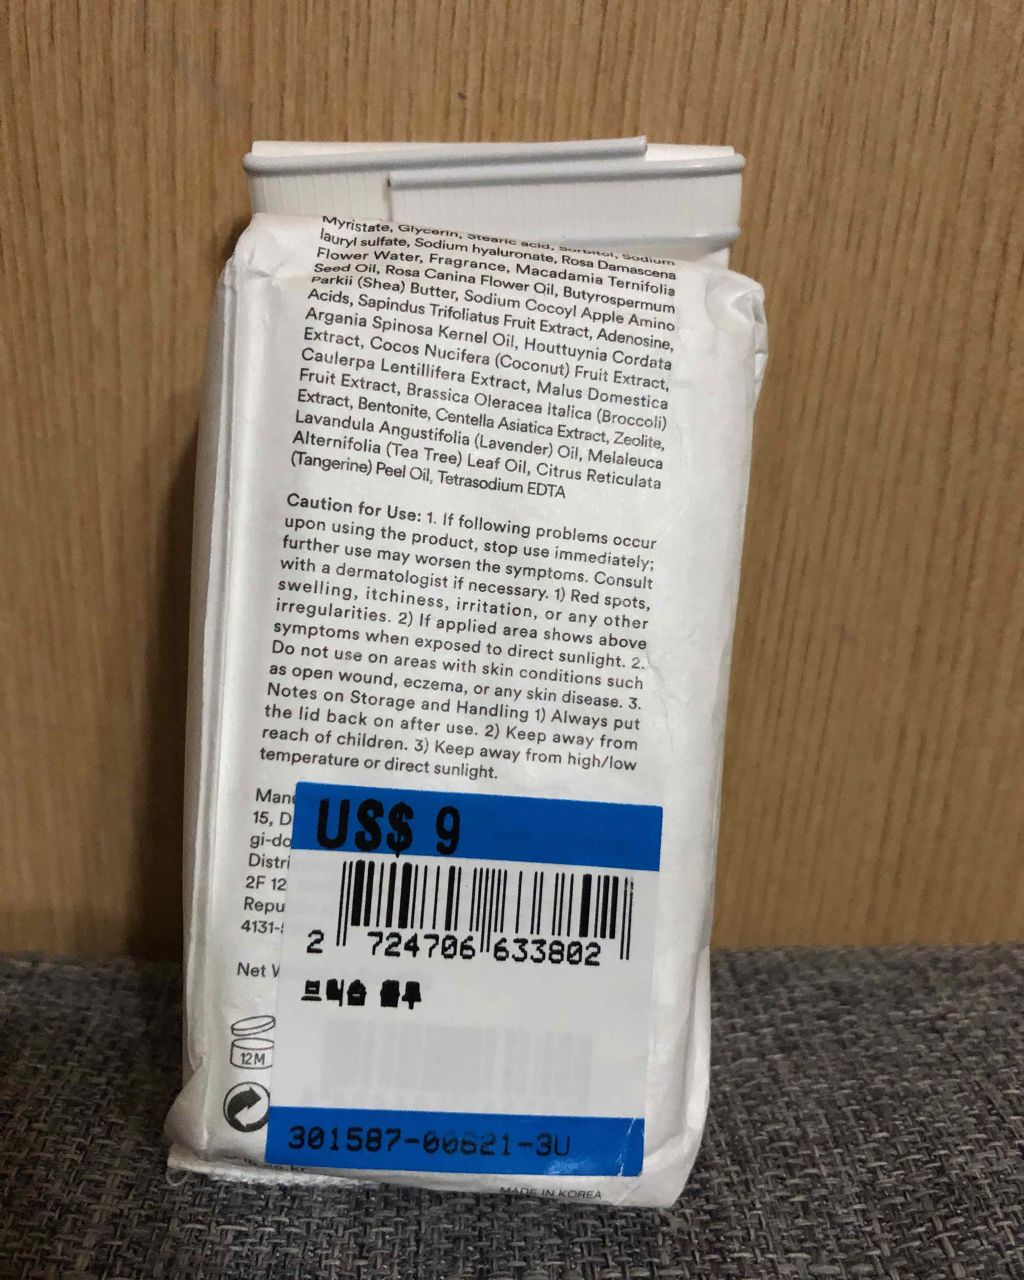 Myristate, Glycerin, Stearic acid, Sorbitol, Sodium
lauryl sulfate, Sodium hyaluronate, Rosa Damascena
Flower Water, Fragrance, Macadamia Ternifolia
Seed Oil, Rosa Canina Flower Oil, Butyrospermum
Parkii (Shea) Butter, Sodium Cocoyl Apple Amino
Acids, Sapindus Trifoliatus Fruit Extract, Adenosine,
Argania Spinosa Kernel Oil, Houttuynia Cordata
Extract, Cocos Nucifera (Coconut) Fruit Extract,
Caulerpa Lentillifera Extract, Malus Domestica
Fruit Extract, Brassica Oleracea Italica (Broccoli)
Extract, Bentonite, Centella Asiatica Extract, Zeolite,
Lavandula Angustifolia (Lavender) Oil, Melaleuca
Alternifolia (Tea Tree) Leaf Oil, Citrus Reticulata
(Tangerine) Peel Oil, Tetrasodium EDTA
Caution for Use: 1. If following problems occur
upon using the product, stop use immediately;
further use may worsen the symptoms. Consult
with a dermatologist if necessary. 1) Red spots,
swelling, itchiness, irritation, or any other
irregularities. 2) If applied area shows above
symptoms when exposed to direct sunlight. 2.
Do not use on areas with skin conditions such
as open wound, eczema, or any skin disease. 3.
Notes on Storage and Handling 1) Always put
the lid back on after use. 2) Keep away from
reach of children. 3) Keep away from high/low
temperature or direct sunlight.
15, D
gi-do
Distri
2F 12
Repu
4131-
Net
12M
US$ 9
2 724706 633802
301587-00621-3U
MADE IN KOREA